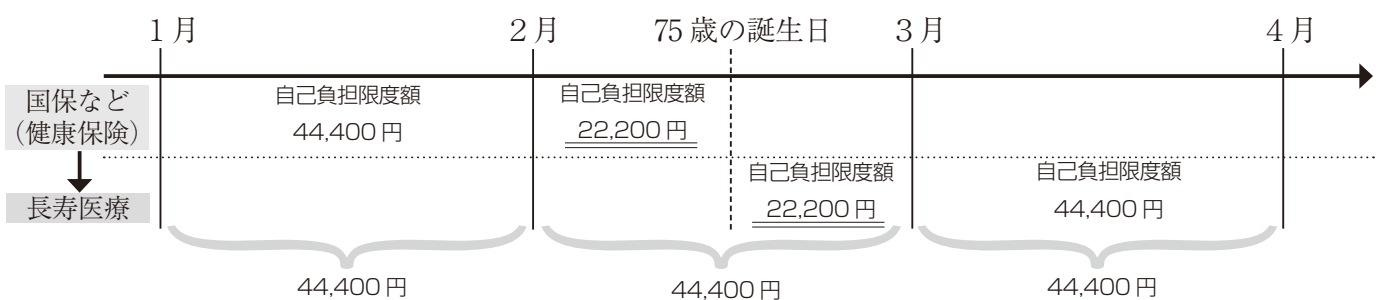 1月
2月
75歳の誕生日
3月
4月
国保など
（健康保険）
自己負担限度額
44,400円
自己負担限度額
22,200円
長寿医療
自己負担限度額
22,200円
自己負担限度額
44,400円
44,400円
44,400円
44,400円